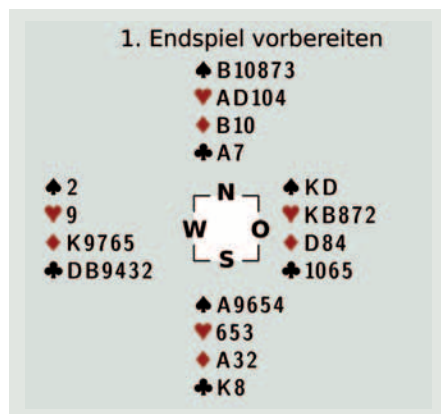 1. Endspiel vorbereiten
♠ B10873
♥ AD104
♦ B10
♣ A7
♠ 2
♥ 9
♦ K9765
♣ DB9432
N
W O
S
♠ KD
♥ KB872
♦ D84
♣ 1065
♠ A9654
♥ 653
♦ A32
♣ K8